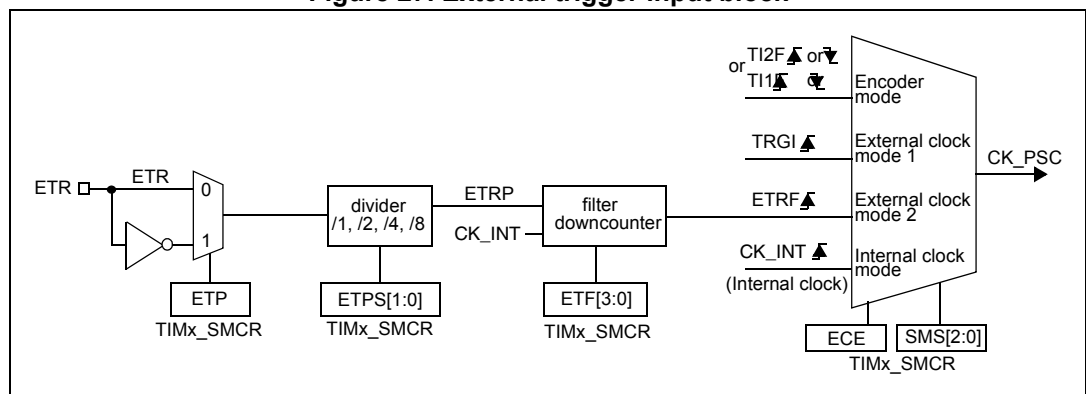 Figure 27. External trigger input block
or TI2F or
TI1F or
Encoder
mode
TRGI
External clock
mode 1
CK_PSC
ETR
ETR
0
1
divider
/1, /2, /4, /8
ETRP
CK_INT
filter
downcounter
ETRF
External clock
mode 2
CK_INT
(Internal clock)
Internal clock
mode
ETP
TIMx_SMCR
ETPS[1:0]
TIMx_SMCR
ETF[3:0]
TIMx_SMCR
ECE
SMS[2:0]
TIMx_SMCR